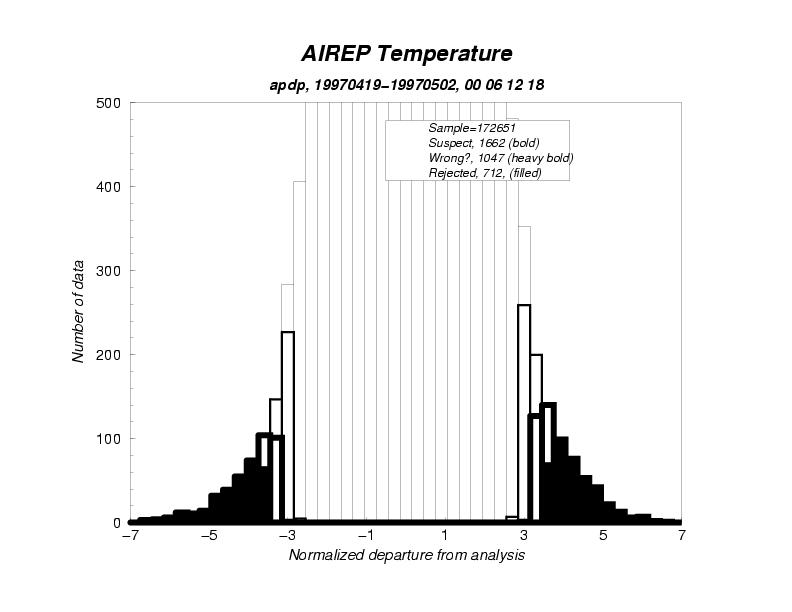 AIREP Temperature
apdp, 19970419−19970502, 00 06 12 18
500
400
300
200
100
0
Number of data
Sample=172651
Suspect, 1662 (bold)
Wrong?, 1047 (heavy bold)
Rejected, 712, (filled)
−7 −5 −3 −1 1 3 5 7
Normalized departure from analysis